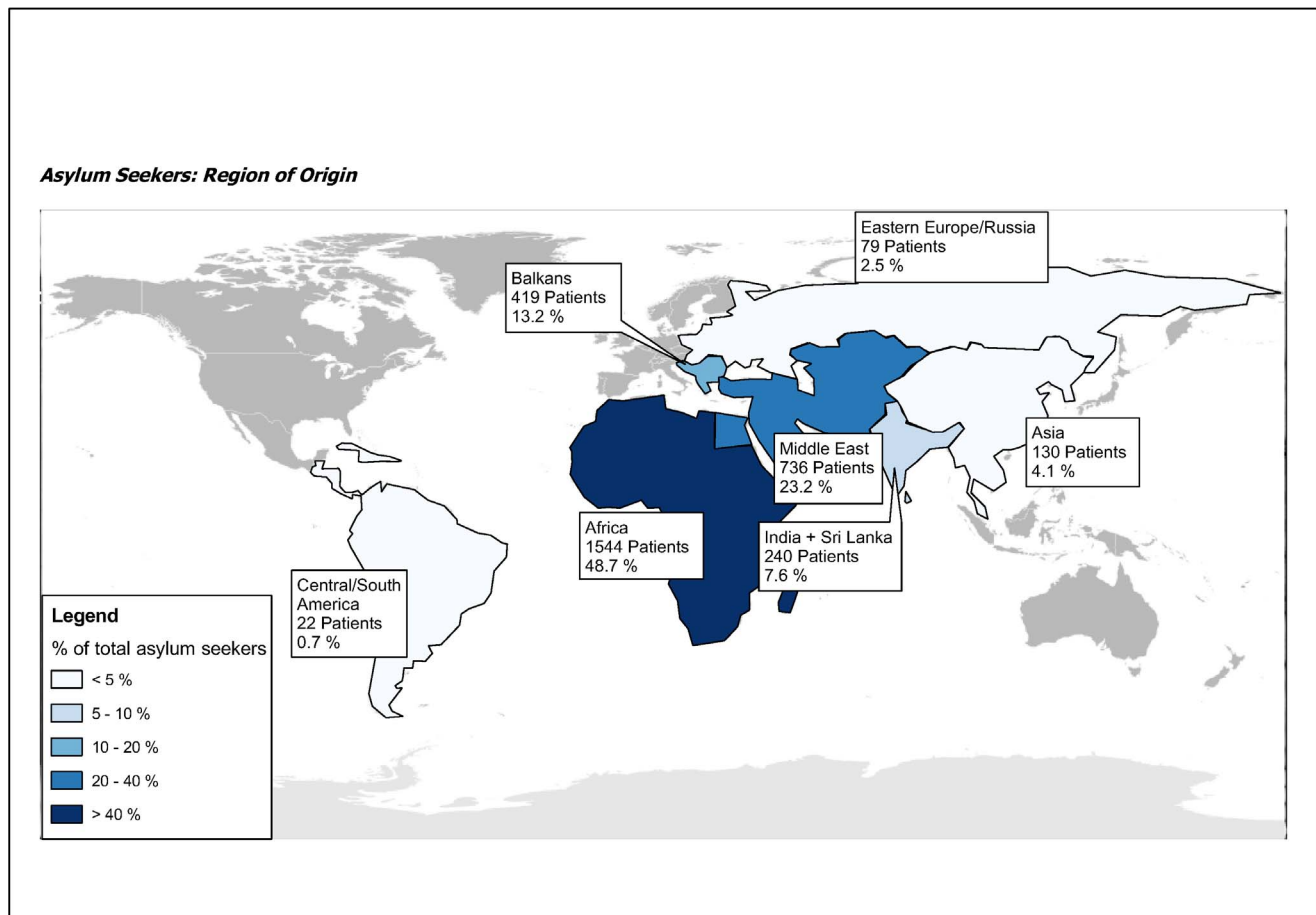 Asylum Seekers: Region of Origin
Eastern Europe/Russia
79 Patients
2.5 %
Balkans
419 Patients
13.2 %
Asia
130 Patients
4.1 %
Middle East
736 Patients
23.2 %
Africa
1544 Patients
48.7 %
India + Sri Lanka
240 Patients
7.6 %
Central/South
America
22 Patients
0.7 %
Legend
% of total asylum seekers
< 5 %
5 - 10 %
10 - 20 %
20 - 40 %
> 40 %